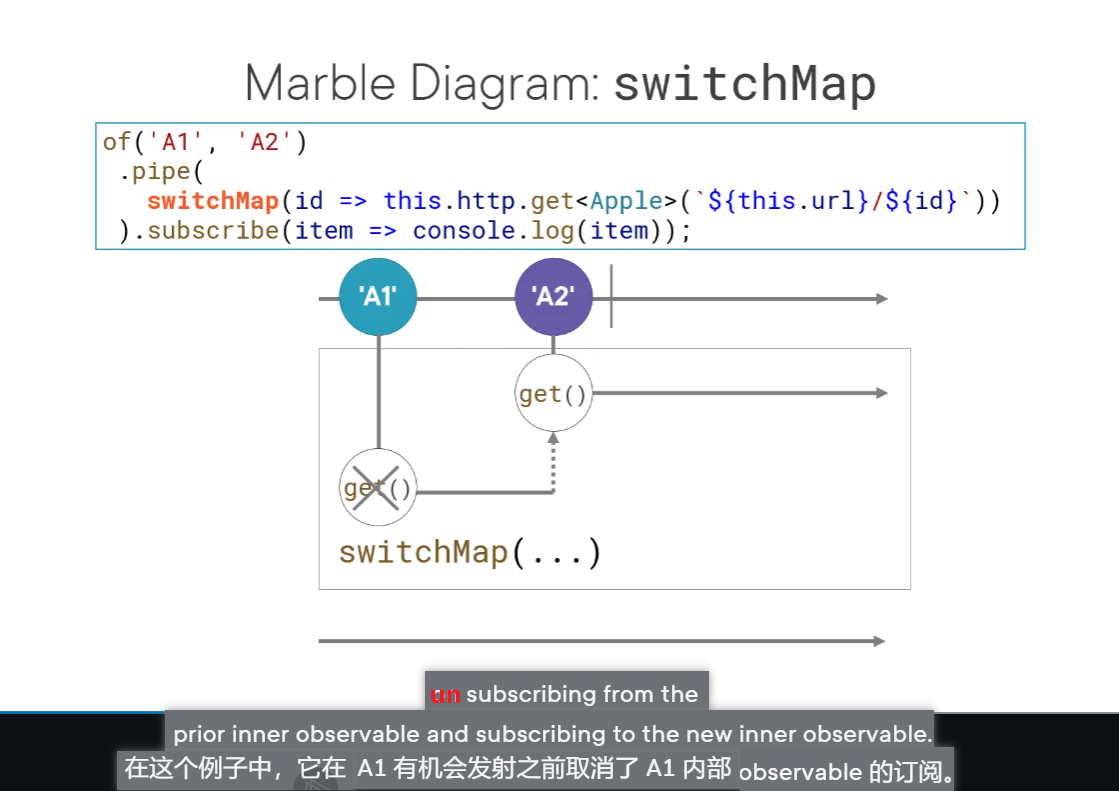 Marble Diagram: switchMap
of('A1', 'A2')
.pipe(
switchMap(id => this.http.get<Apple>(`${this.url}/${id}`))
).subscribe(item => console.log(item));
'A1' 'A2'
get()
get()
switchMap(...)
un subscribing from the
prior inner observable and subscribing to the new inner observable.
在这个例子中，它在 A1 有机会发射之前取消了 A1 内部 observable 的订阅。